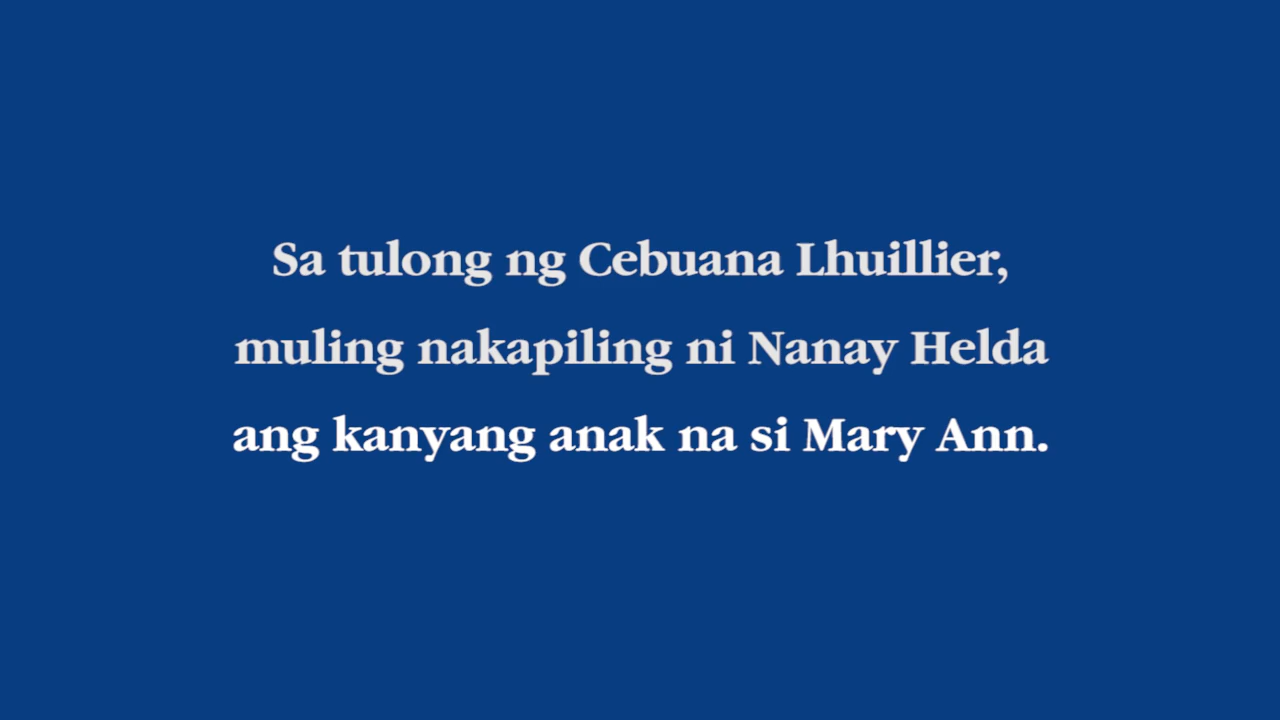 Sa tulong ng Cebuana Lhuillier,
muling nakapiling ni Nanay Helda
ang kanyang anak na si Mary Ann.